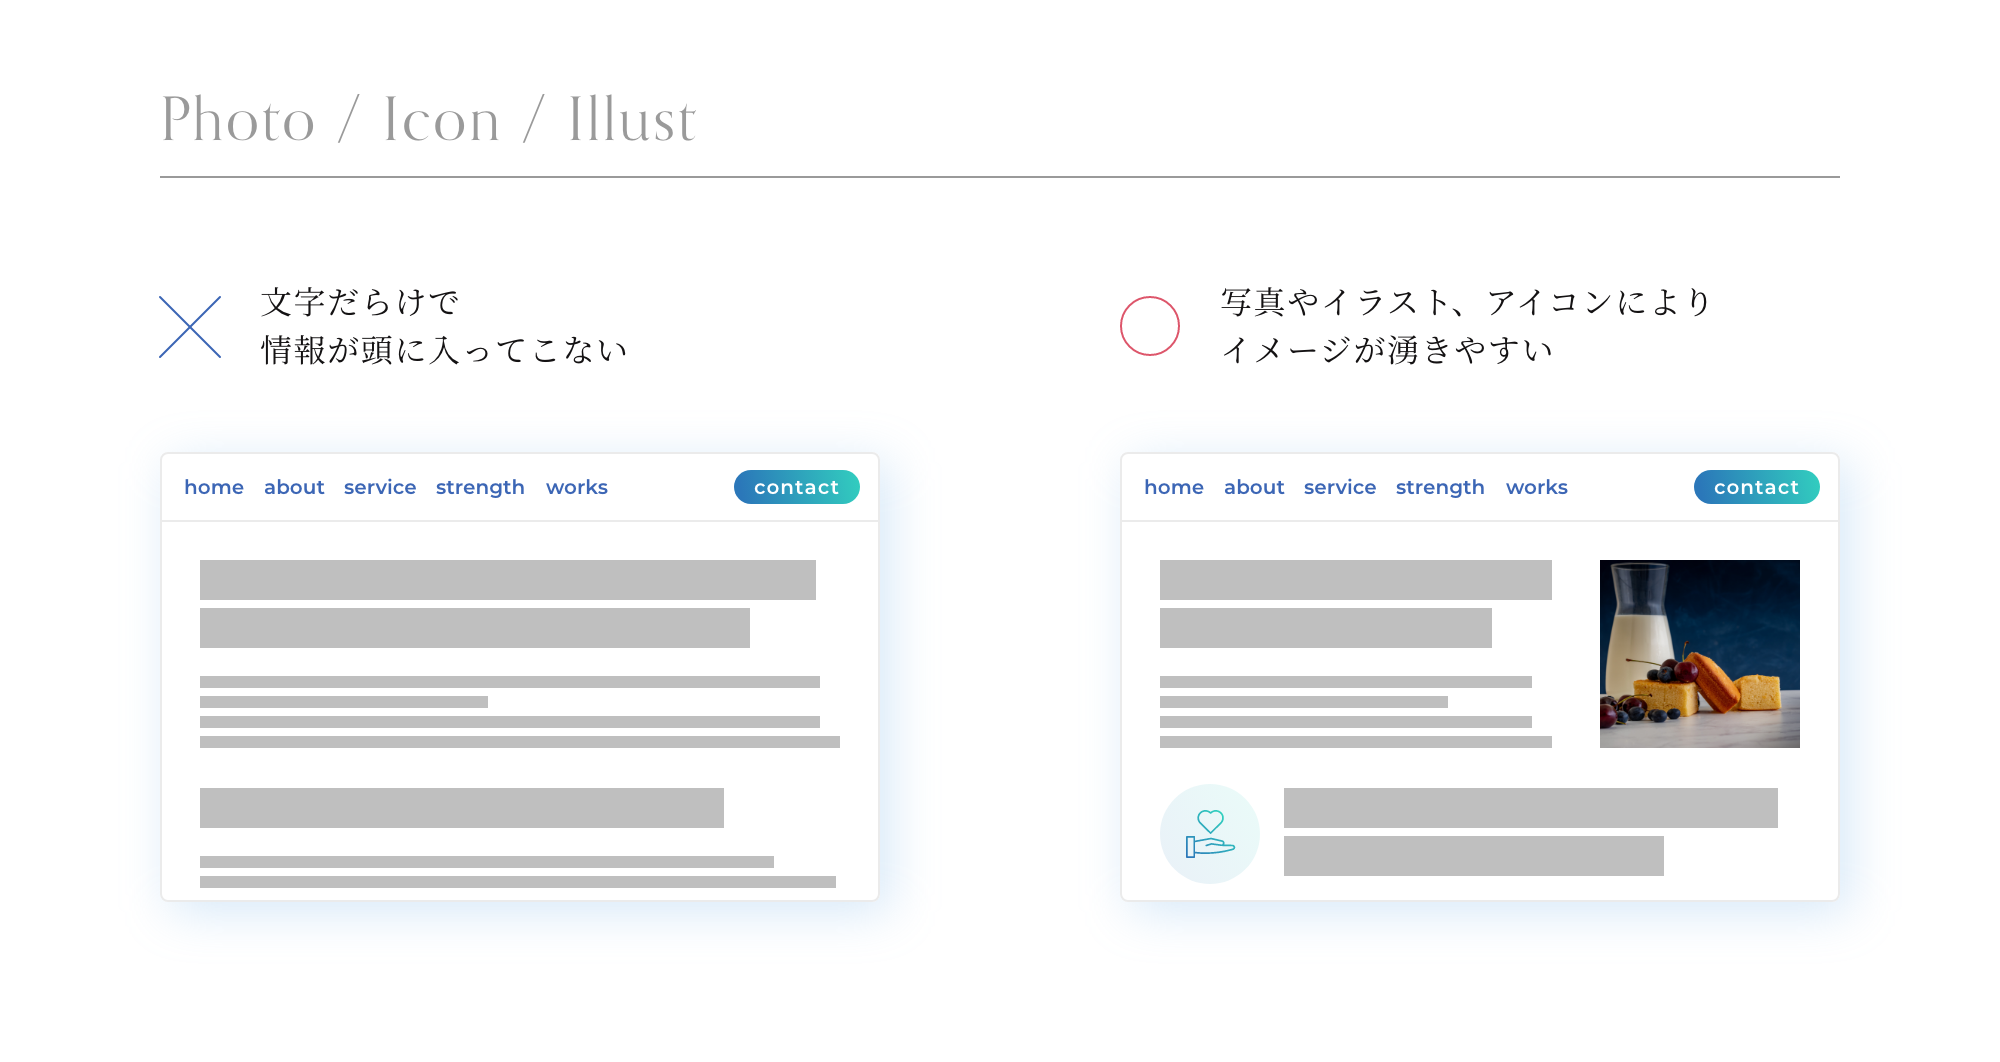 Photo / Icon / Illust
文字だらけで
情報が頭に入ってこない
写真やイラスト、アイコンにより
イメージが湧きやすい
home about service strength works contact
home about service strength works contact